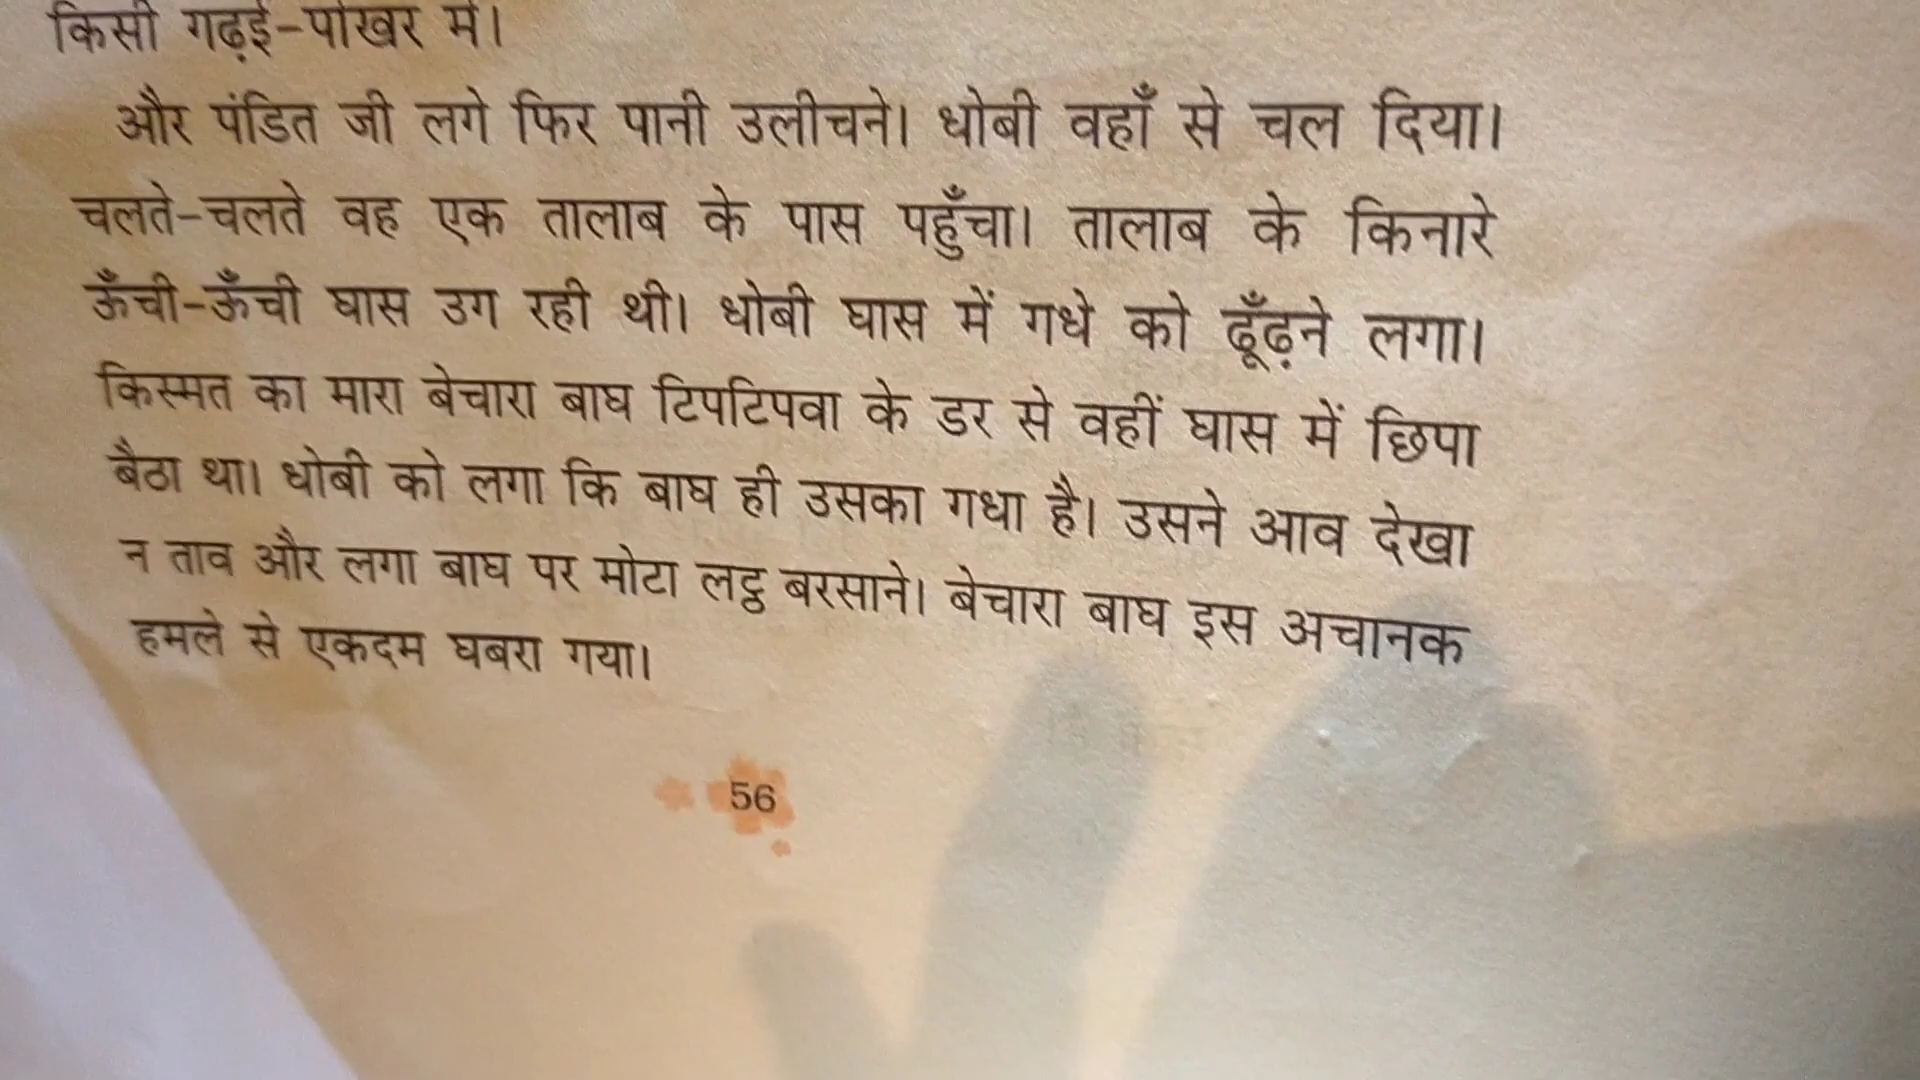 किसी गढ़ई-पोखर में।
और पंडित जी लगे फिर पानी उलीचने। धोबी वहाँ से चल दिया।
चलते-चलते वह एक तालाब के पास पहुँचा। तालाब के किनारे
ऊँची-ऊँची घास उग रही थी। धोबी घास में गधे को ढूँढ़ने लगा।
किस्मत का मारा बेचारा बाघ टिपटिपवा के डर से वहीं घास में छिपा
बैठा था। धोबी को लगा कि बाघ ही उसका गधा है। उसने आव देखा
न ताव और लगा बाघ पर मोटा लट्ठ बरसाने। बेचारा बाघ इस अचानक
हमले से एकदम घबरा गया।
56